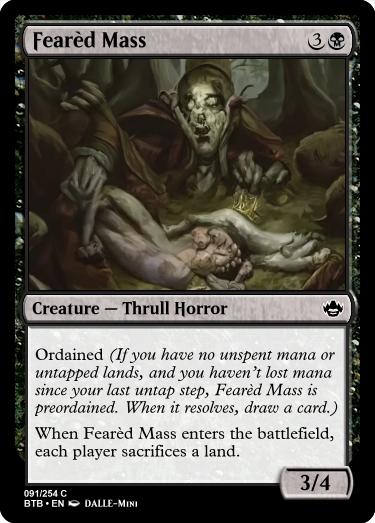 Fearèd Mass 3
Creature — Thrull Horror
Ordained (If you have no unspent mana or
untapped lands, and you haven't lost mana
since your last untap step, Fearèd Mass is
preordained. When it resolves, draw a card.)
When Fearèd Mass enters the battlefield,
each player sacrifices a land.
3/4
091/254 C
BTB • EN DALLE-Mini